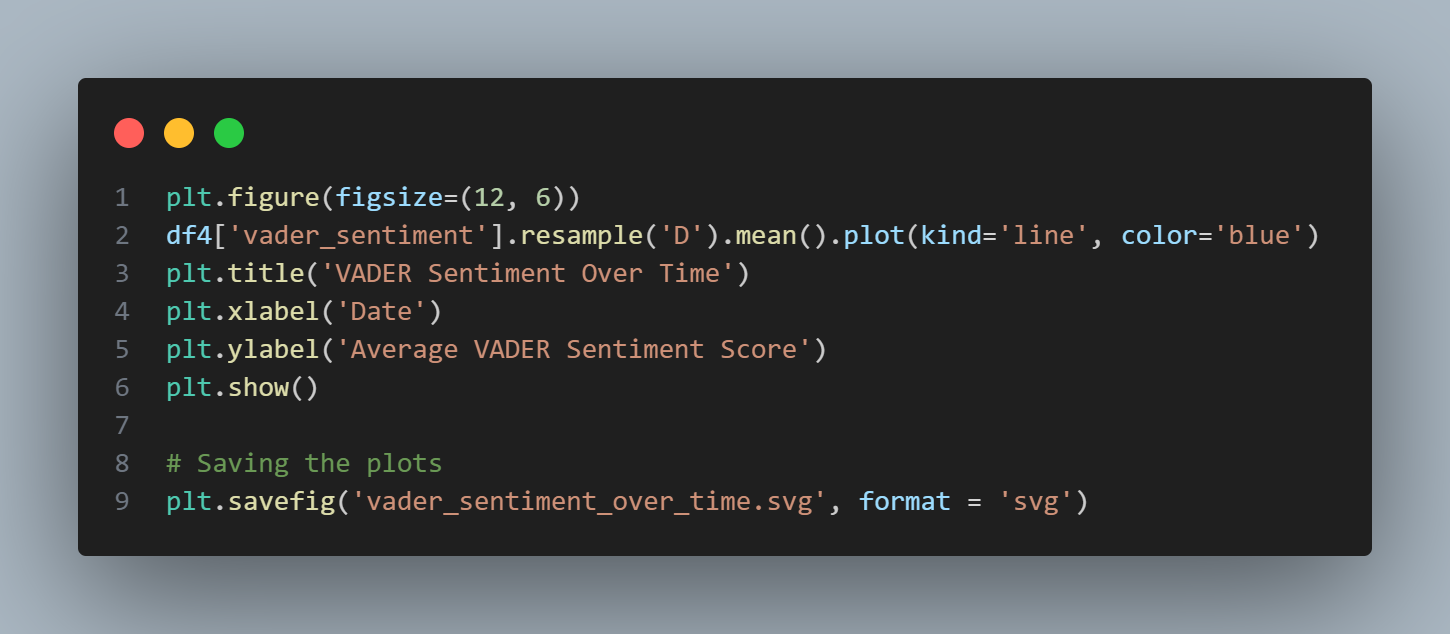 1 plt.figure(figsize=(12, 6))
2 df4['vader_sentiment'].resample('D').mean().plot(kind='line', color='blue')
3 plt.title('VADER Sentiment Over Time')
4 plt.xlabel('Date')
5 plt.ylabel('Average VADER Sentiment Score')
6 plt.show()
7
8 # Saving the plots
9 plt.savefig('vader_sentiment_over_time.svg', format = 'svg')